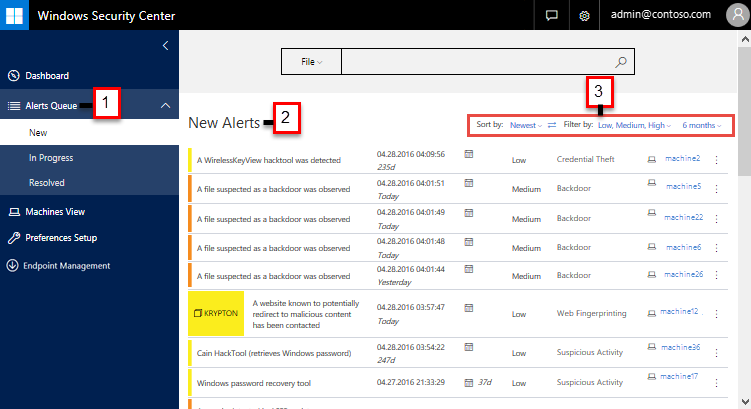 Windows Security Center
admin@contoso.com
Dashboard
Alerts Queue
1
New
In Progress
Resolved
Machines View
Preferences Setup
Endpoint Management
File
3
New Alerts
2
Sort by: Newest Filter by: Low, Medium, High 6 months
A WirelessKeyView hacktool was detected 04.28.2016 04:09:56 Low Credential Theft machine2
235d
A file suspected as a backdoor was observed 04.28.2016 04:01:51 Medium Backdoor machine5
Today
A file suspected as a backdoor was observed 04.28.2016 04:01:49 Medium Backdoor machine22
Today
A file suspected as a backdoor was observed 04.28.2016 04:01:48 Medium Backdoor machine6
Today
A file suspected as a backdoor was observed 04.28.2016 04:01:44 Medium Backdoor machine26
Yesterday
KRYPTON
A website known to potentially
redirect to malicious content
has been contacted
04.28.2016 03:57:47 Low Web Fingerprinting machine12
Today
Cain HackTool (retrieves Windows password) 04.28.2016 03:54:22 Low Suspicious Activity machine36
247d
Windows password recovery tool 04.27.2016 21:33:29 37d Low Suspicious Activity machine17